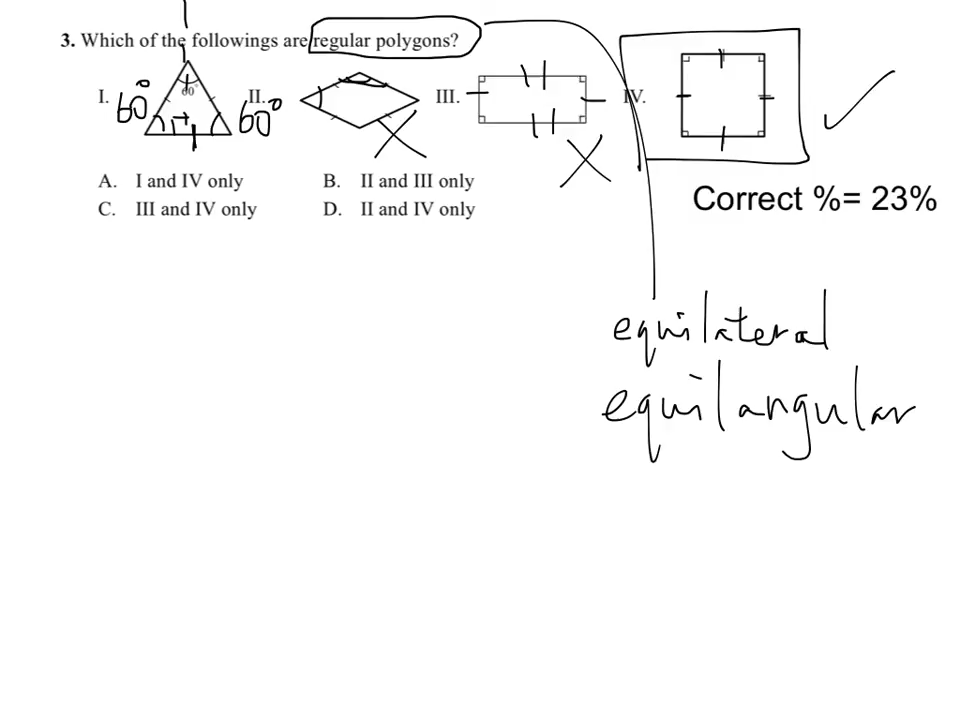 3. Which of the followings are regular polygons?
I. 60° 60° II. 60° III. IV.
A. I and IV only B. II and III only
C. III and IV only D. II and IV only
Correct %= 23%
equilateral
equilangular